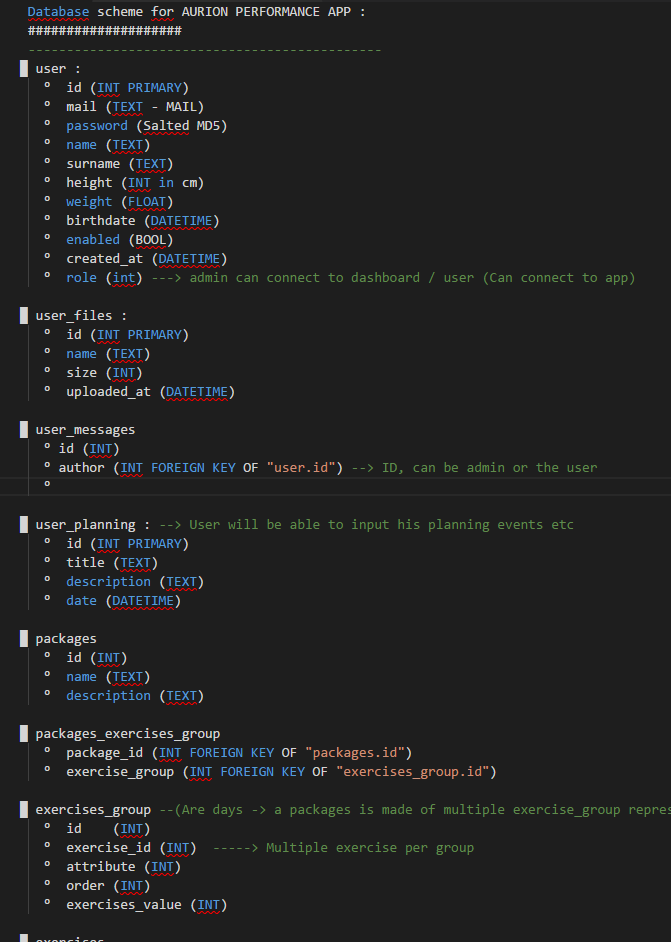 Database scheme for AURION PERFORMANCE APP :
####################
----------------------------------------------
█ user :
º id (INT PRIMARY)
º mail (TEXT - MAIL)
º password (Salted MD5)
º name (TEXT)
º surname (TEXT)
º height (INT in cm)
º weight (FLOAT)
º birthdate (DATETIME)
º enabled (BOOL)
º created_at (DATETIME)
º role (int) ---> admin can connect to dashboard / user (Can connect to app)
█ user_files :
º id (INT PRIMARY)
º name (TEXT)
º size (INT)
º uploaded_at (DATETIME)
█ user_messages
º id (INT)
º author (INT FOREIGN KEY OF "user.id") --> ID, can be admin or the user
º
█ user_planning : --> User will be able to input his planning events etc
º id (INT PRIMARY)
º title (TEXT)
º description (TEXT)
º date (DATETIME)
█ packages
º id (INT)
º name (TEXT)
º description (TEXT)
█ packages_exercises_group
º package_id (INT FOREIGN KEY OF "packages.id")
º exercise_group (INT FOREIGN KEY OF "exercises_group.id")
█ exercises_group --(Are days -> a packages is made of multiple exercise_group repres
º id (INT)
º exercise_id (INT) -----> Multiple exercise per group
º attribute (INT)
º order (INT)
º exercises_value (INT)
█ exercises